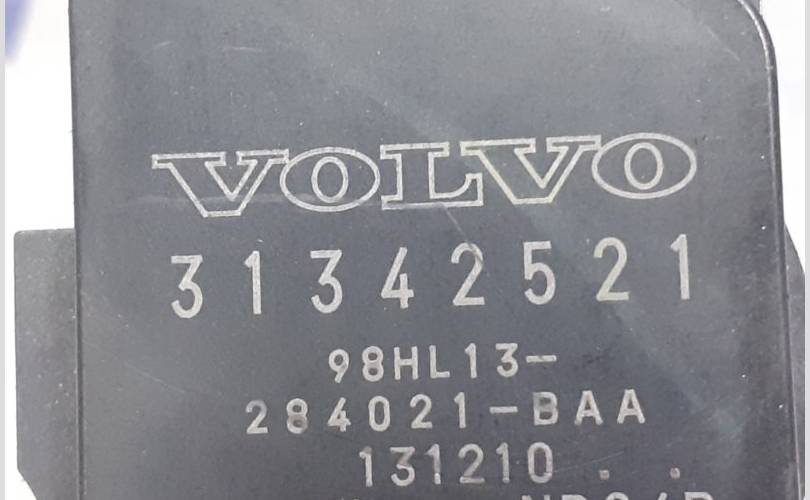 VOLVO
31342521
98HL13-
284021-BAA
131210 . .